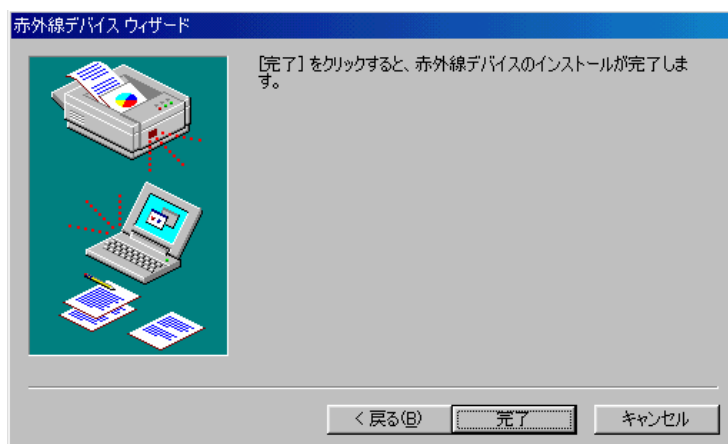 赤外線デバイス ウィザード
[完了] をクリックすると、赤外線デバイスのインストールが完了しま
す。
< 戻る(B)
完了
キャンセル